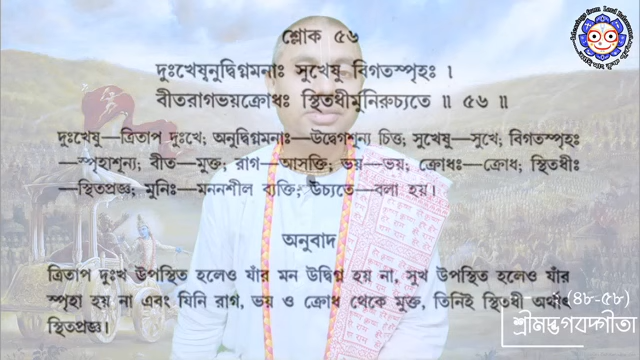 শ্লোক ৫৬
দুঃখেষ্বনুদ্বিগ্নমনাঃ সুখেষু বিগতস্পৃহঃ ।
বীতরাগভয়ক্রোধঃ স্থিতধীর্মুনিরুচ্যতে ॥ ৫৬ ॥
দুঃখেষু—ত্রিতাপ দুঃখে; অনুদ্বিগ্নমনাঃ—উদ্বেগশূন্য চিত্ত; সুখেষু—সুখে; বিগতস্পৃহঃ
—স্পৃহাশূন্য; বীত—মুক্ত; রাগ—আসক্তি; ভয়—ভয়; ক্রোধঃ—ক্রোধ; স্থিতধীঃ
—স্থিতপ্রজ্ঞ; মুনিঃ—মননশীল ব্যক্তি; উচ্যতে—বলা হয়।
অনুবাদ
ত্রিতাপ দুঃখ উপস্থিত হলেও যাঁর মন উদ্বিগ্ন হয় না, সুখ উপস্থিত হলেও যাঁর
স্পৃহা হয় না এবং যিনি রাগ, ভয় ও ক্রোধ থেকে মুক্ত, তিনিই স্থিতধী অর্থাৎ
স্থিতপ্রজ্ঞ।
(৪৮-৫৮)
শ্রীমদ্ভগবদ্গীতা